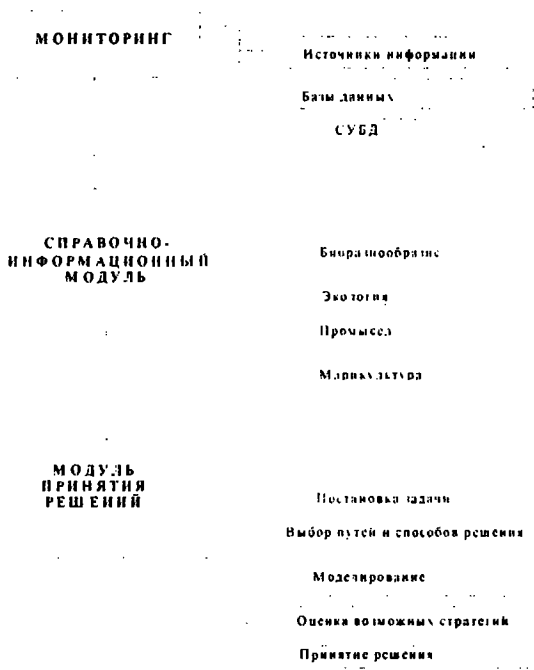 МОНИТОРИНГ
Источники информации
Базы данных
СУБД
СПРАВОЧНО-
ИНФОРМАЦИОННЫЙ
МОДУЛЬ
Биоразнообразие
Экология
Промысел
Марикультура
МОДУЛЬ
ПРИНЯТИЯ
РЕШЕНИЙ
Постановка задачи
Выбор путей и способов решения
Моделирование
Оценка возможных стратегий
Принятие решения